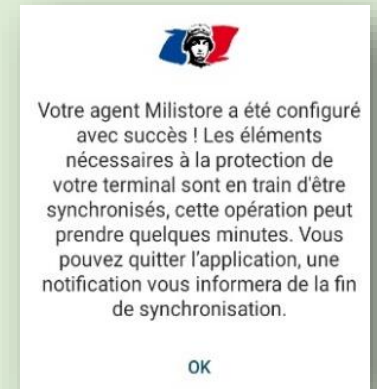 Votre agent Milistore a été configuré
avec succès ! Les éléments
nécessaires à la protection de
votre terminal sont en train d'être
synchronisés, cette opération peut
prendre quelques minutes. Vous
pouvez quitter l'application, une
notification vous informera de la fin
de synchronisation.
OK